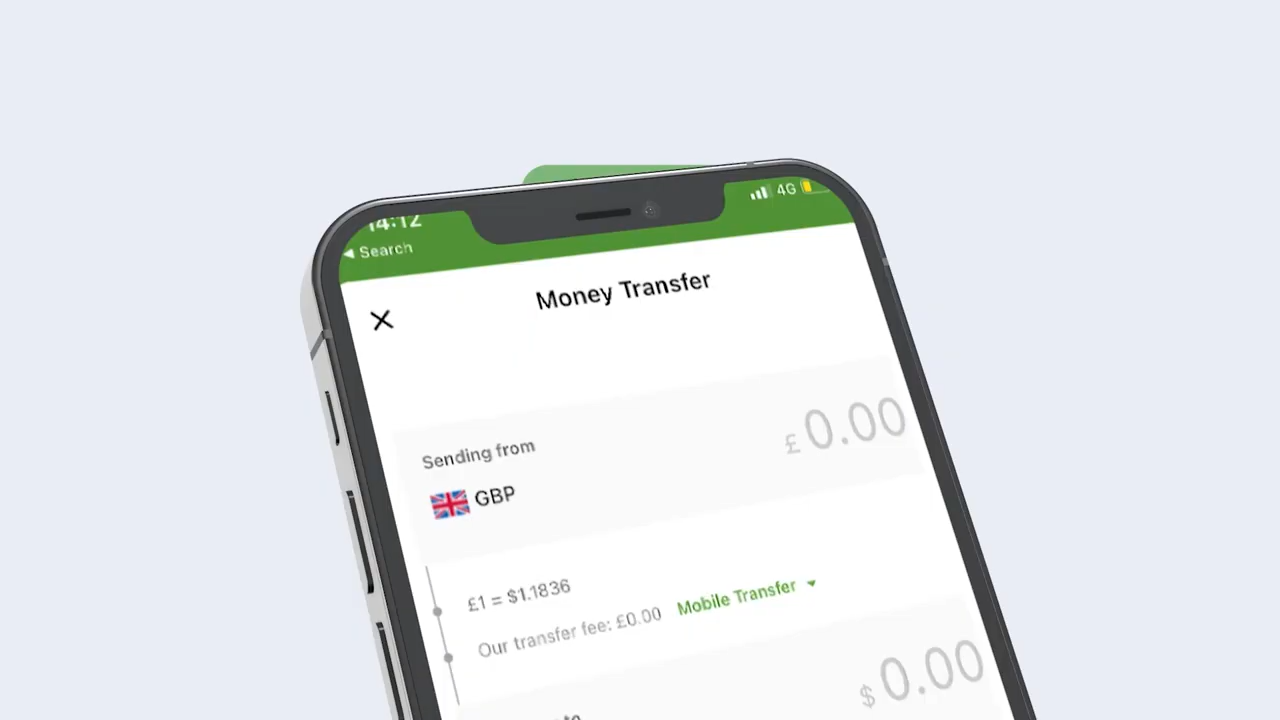 14:12
4G
◀ Search
Money Transfer
Sending from
£0.00
GBP
£1 = $1.1836
Our transfer fee: £0.00 Mobile Transfer
$0.00